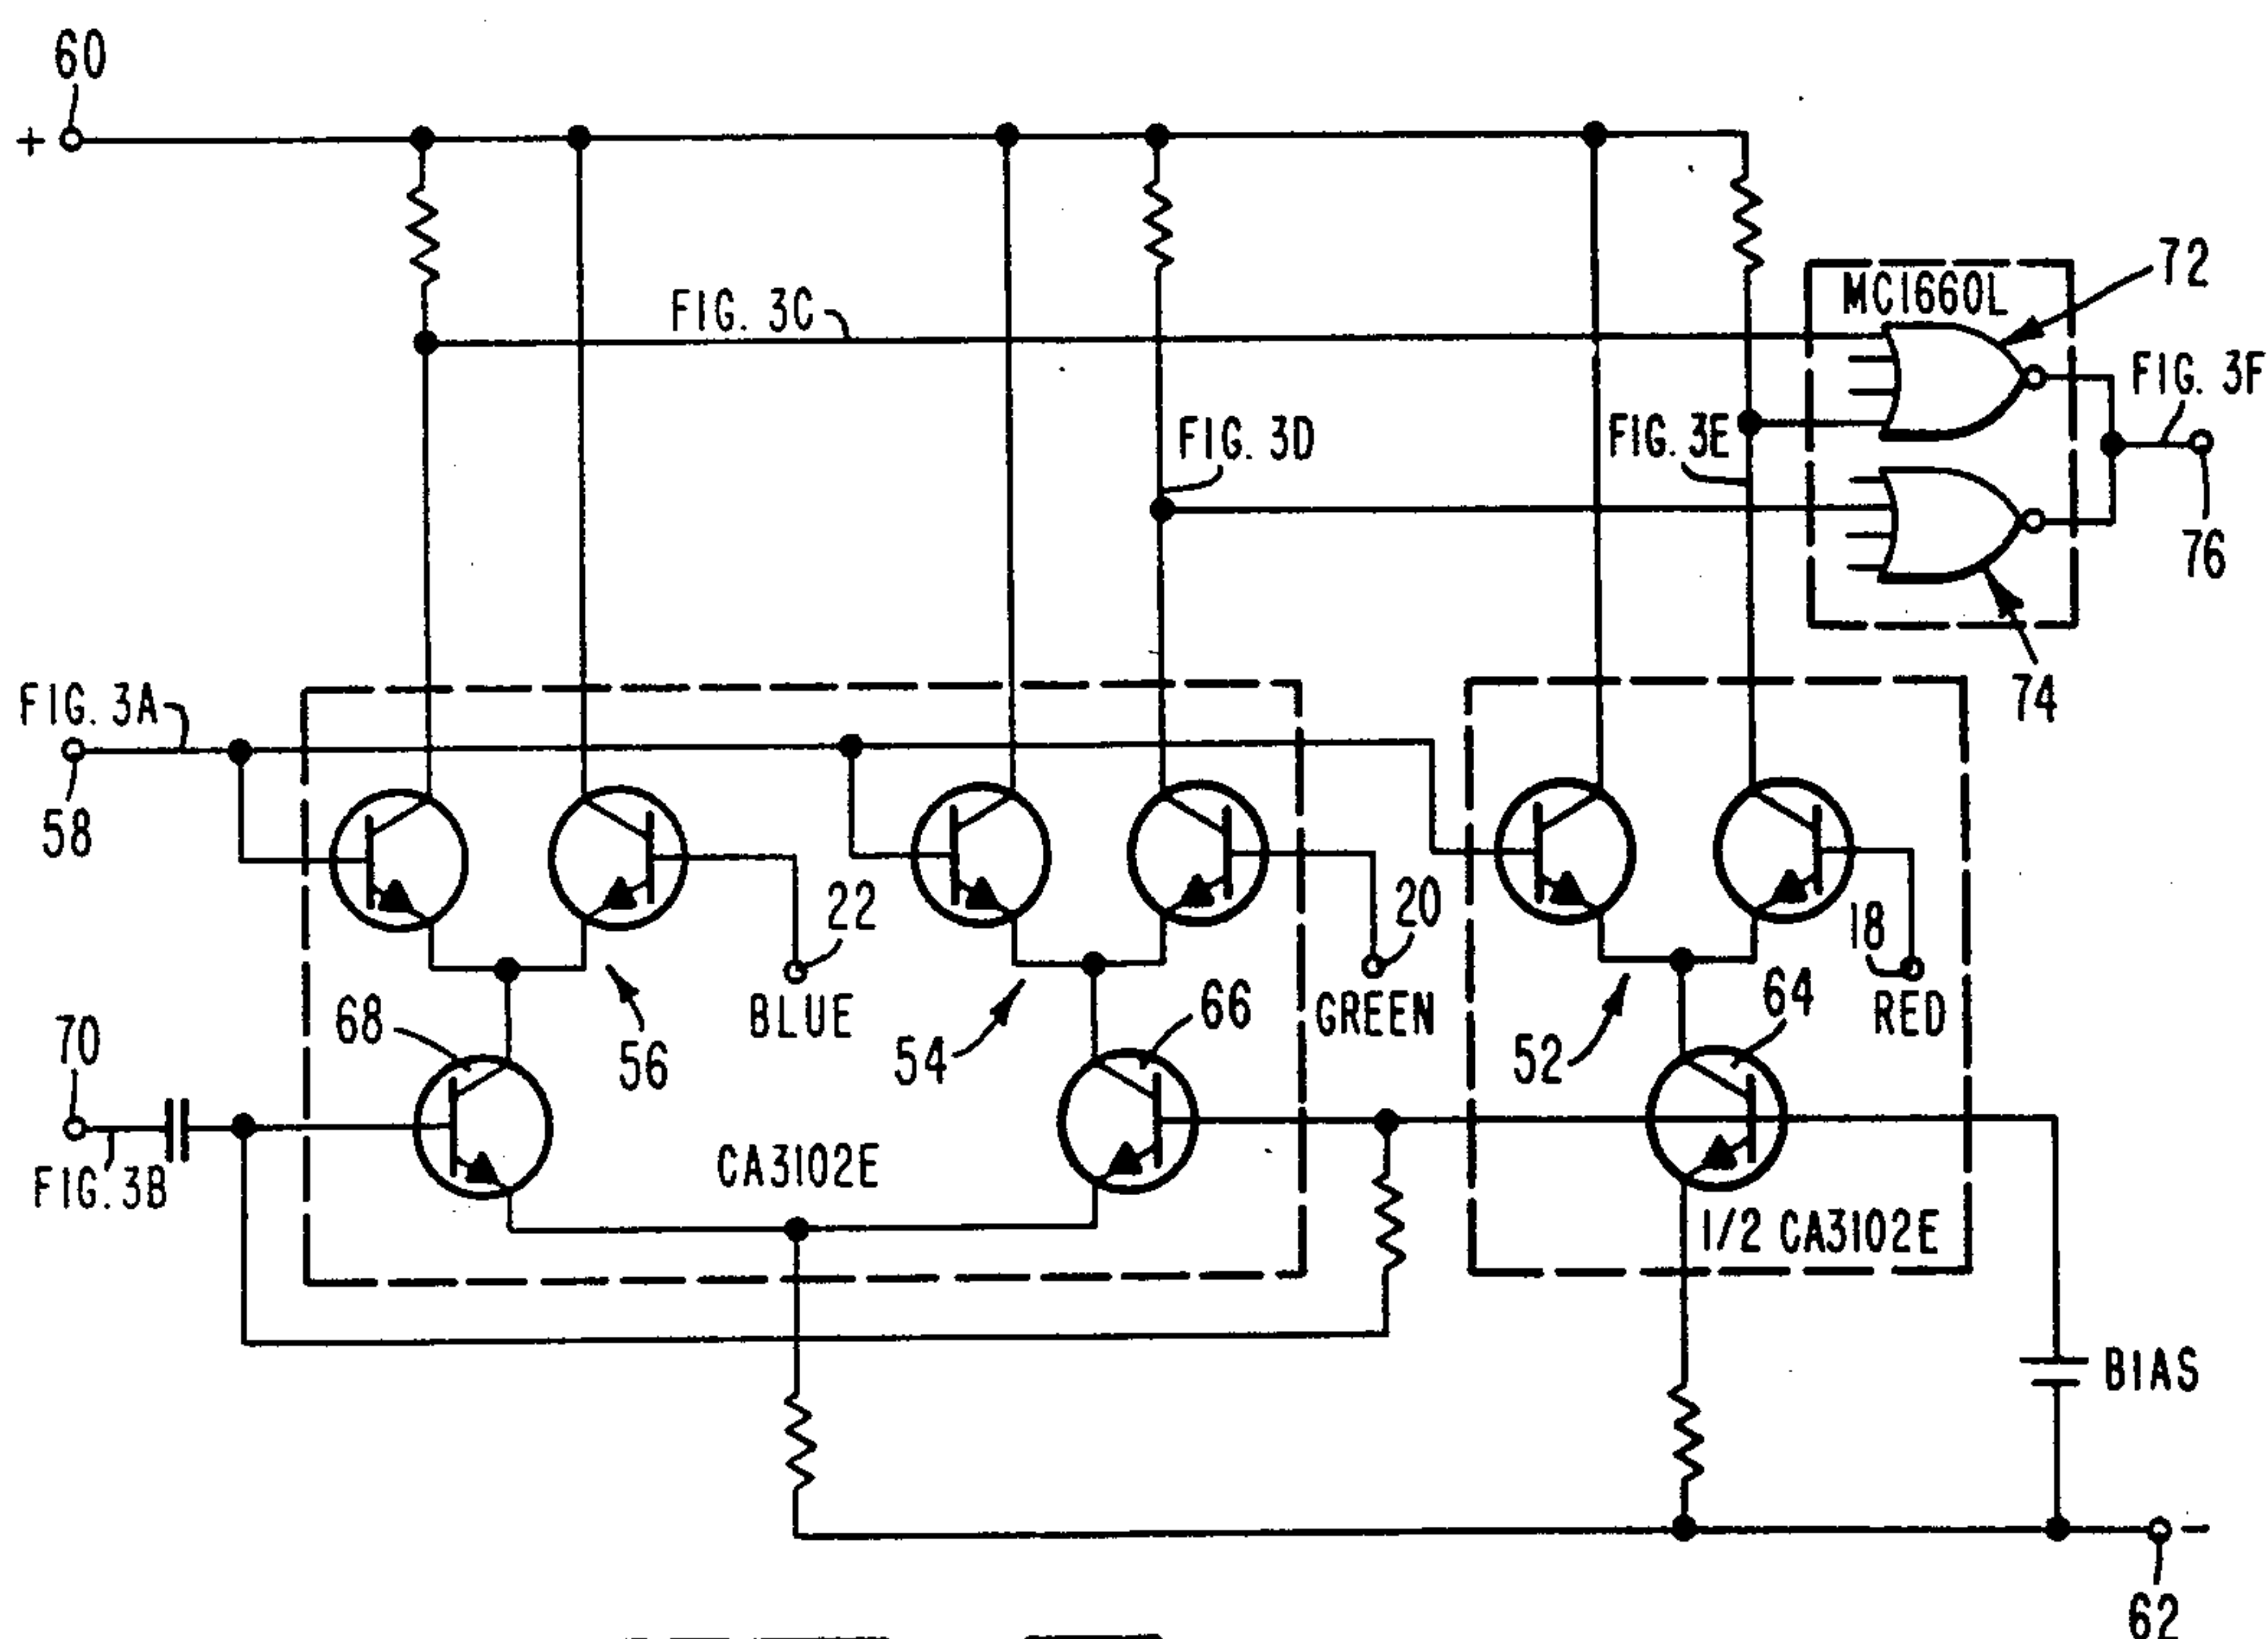 60
+
72
MC1660L
FIG. 3C
FIG. 3F
FIG. 3D
FIG. 3E
76
74
FIG. 3A
58
22
BLUE
20
GREEN
18
RED
68
56
54
66
52
64
70
FIG. 3B
CA3102E
1/2 CA3102E
BIAS
-
62